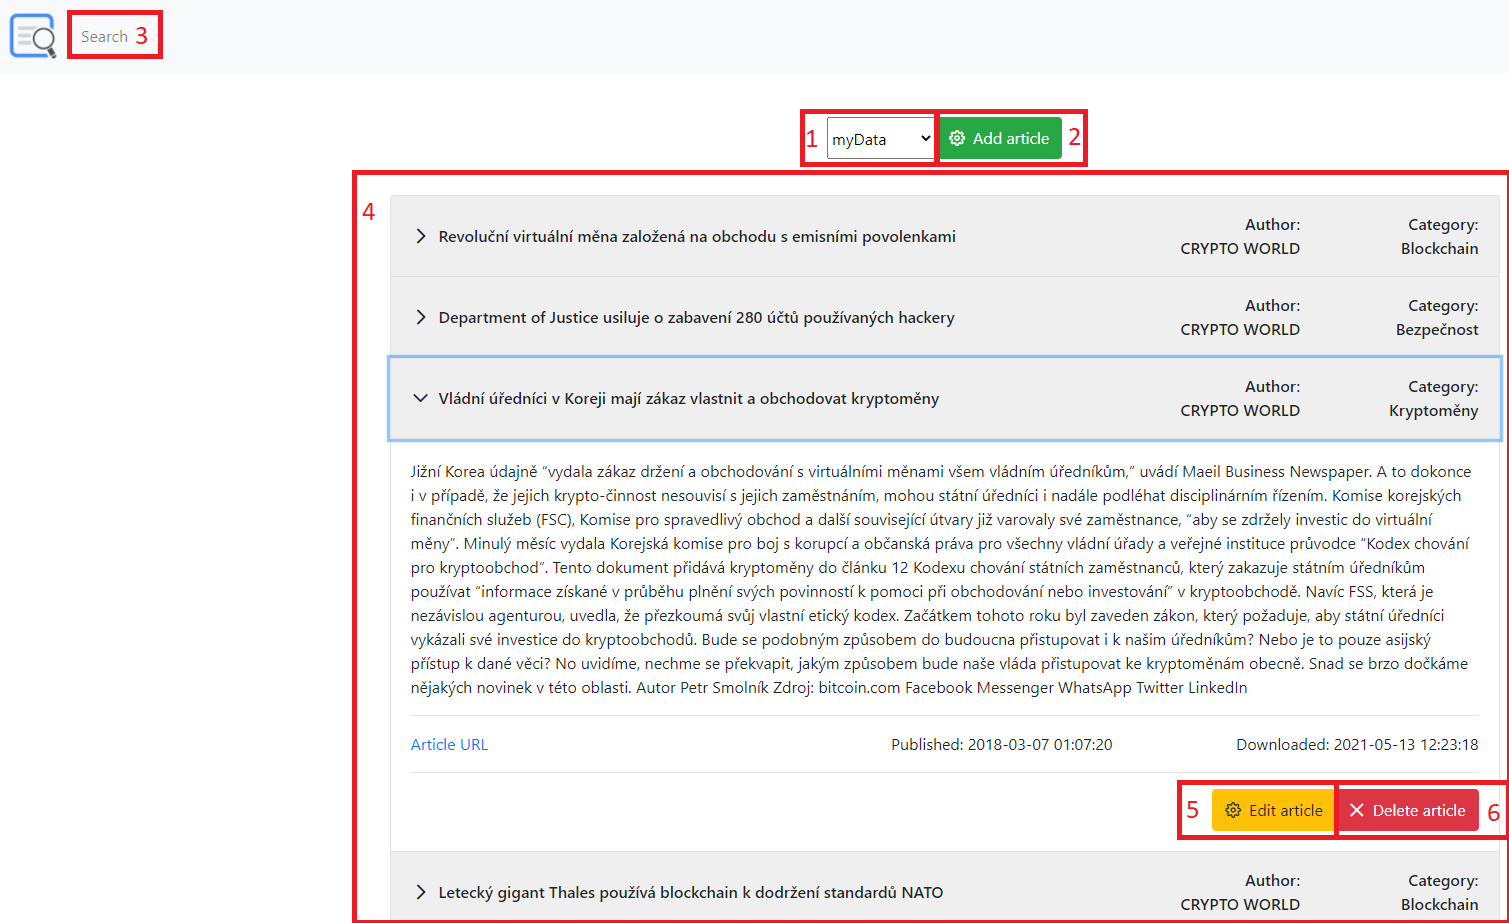 Search 3
1 myData Add article 2
4
Revoluční virtuální měna založená na obchodu s emisními povolenkami
Author:
CRYPTO WORLD
Category:
Blockchain
Department of Justice usiluje o zabavení 280 účtů používaných hackery
Author:
CRYPTO WORLD
Category:
Bezpečnost
Vládní úředníci v Koreji mají zákaz vlastnit a obchodovat kryptoměny
Author:
CRYPTO WORLD
Category:
Kryptoměny
Jižní Korea údajně “vydala zákaz držení a obchodování s virtuálními měnami všem vládním úředníkům,” uvádí Maeil Business Newspaper. A to dokonce
i v případě, že jejich krypto-činnost nesouvisí s jejich zaměstnáním, mohou státní úředníci i nadále podléhat disciplinárním řízením. Komise korejských
finančních služeb (FSC), Komise pro spravedlivý obchod a další související útvary již varovaly své zaměstnance, “aby se zdržely investic do virtuální
měny”. Minulý měsíc vydala Korejská komise pro boj s korupcí a občanská práva pro všechny vládní úřady a veřejné instituce průvodce “Kodex chování
pro kryptoobchod”. Tento dokument přidává kryptoměny do článku 12 Kodexu chování státních zaměstnanců, který zakazuje státním úředníkům
používat “informace získané v průběhu plnění svých povinností k pomoci při obchodování nebo investování” v kryptoobchodě. Navíc FSS, která je
nezávislou agenturou, uvedla, že přezkoumá svůj vlastní etický kodex. Začátkem tohoto roku byl zaveden zákon, který požaduje, aby státní úředníci
vykázali své investice do kryptoobchodů. Bude se podobným způsobem do budoucna přistupovat i k našim úředníkům? Nebo je to pouze asijský
přístup k dané věci? No uvidíme, nechme se překvapit, jakým způsobem bude naše vláda přistupovat ke kryptoměnám obecně. Snad se brzo dočkáme
nějakých novinek v této oblasti. Autor Petr Smolník Zdroj: bitcoin.com Facebook Messenger WhatsApp Twitter LinkedIn
Article URL Published: 2018-03-07 01:07:20 Downloaded: 2021-05-13 12:23:18
5 Edit article Delete article 6
Letecký gigant Thales používá blockchain k dodržení standardů NATO
Author:
CRYPTO WORLD
Category:
Blockchain